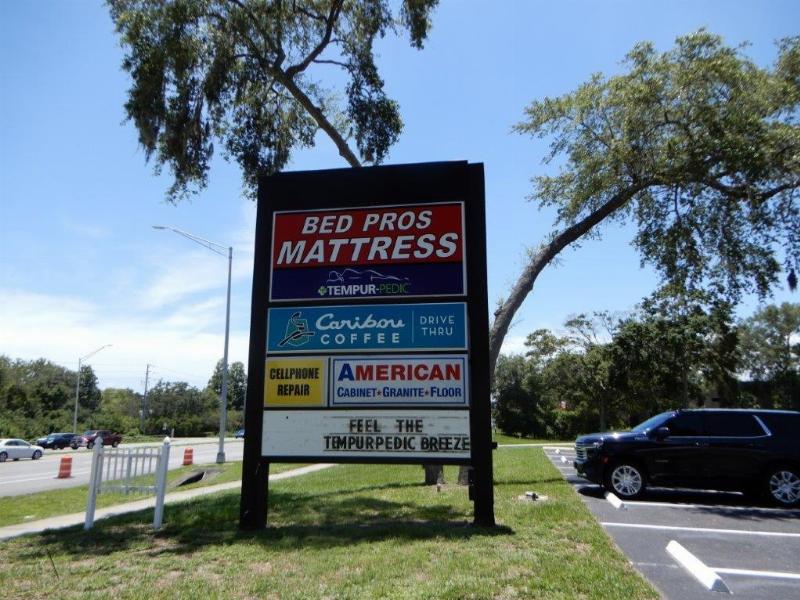 BED PROS
MATTRESS
TEMPUR-PEDIC
Caribou DRIVE
COFFEE THRU
CELLPHONE
REPAIR
AMERICAN
CABINET★GRANITE★FLOOR
FEEL THE
TEMPURPEDIC BREEZE